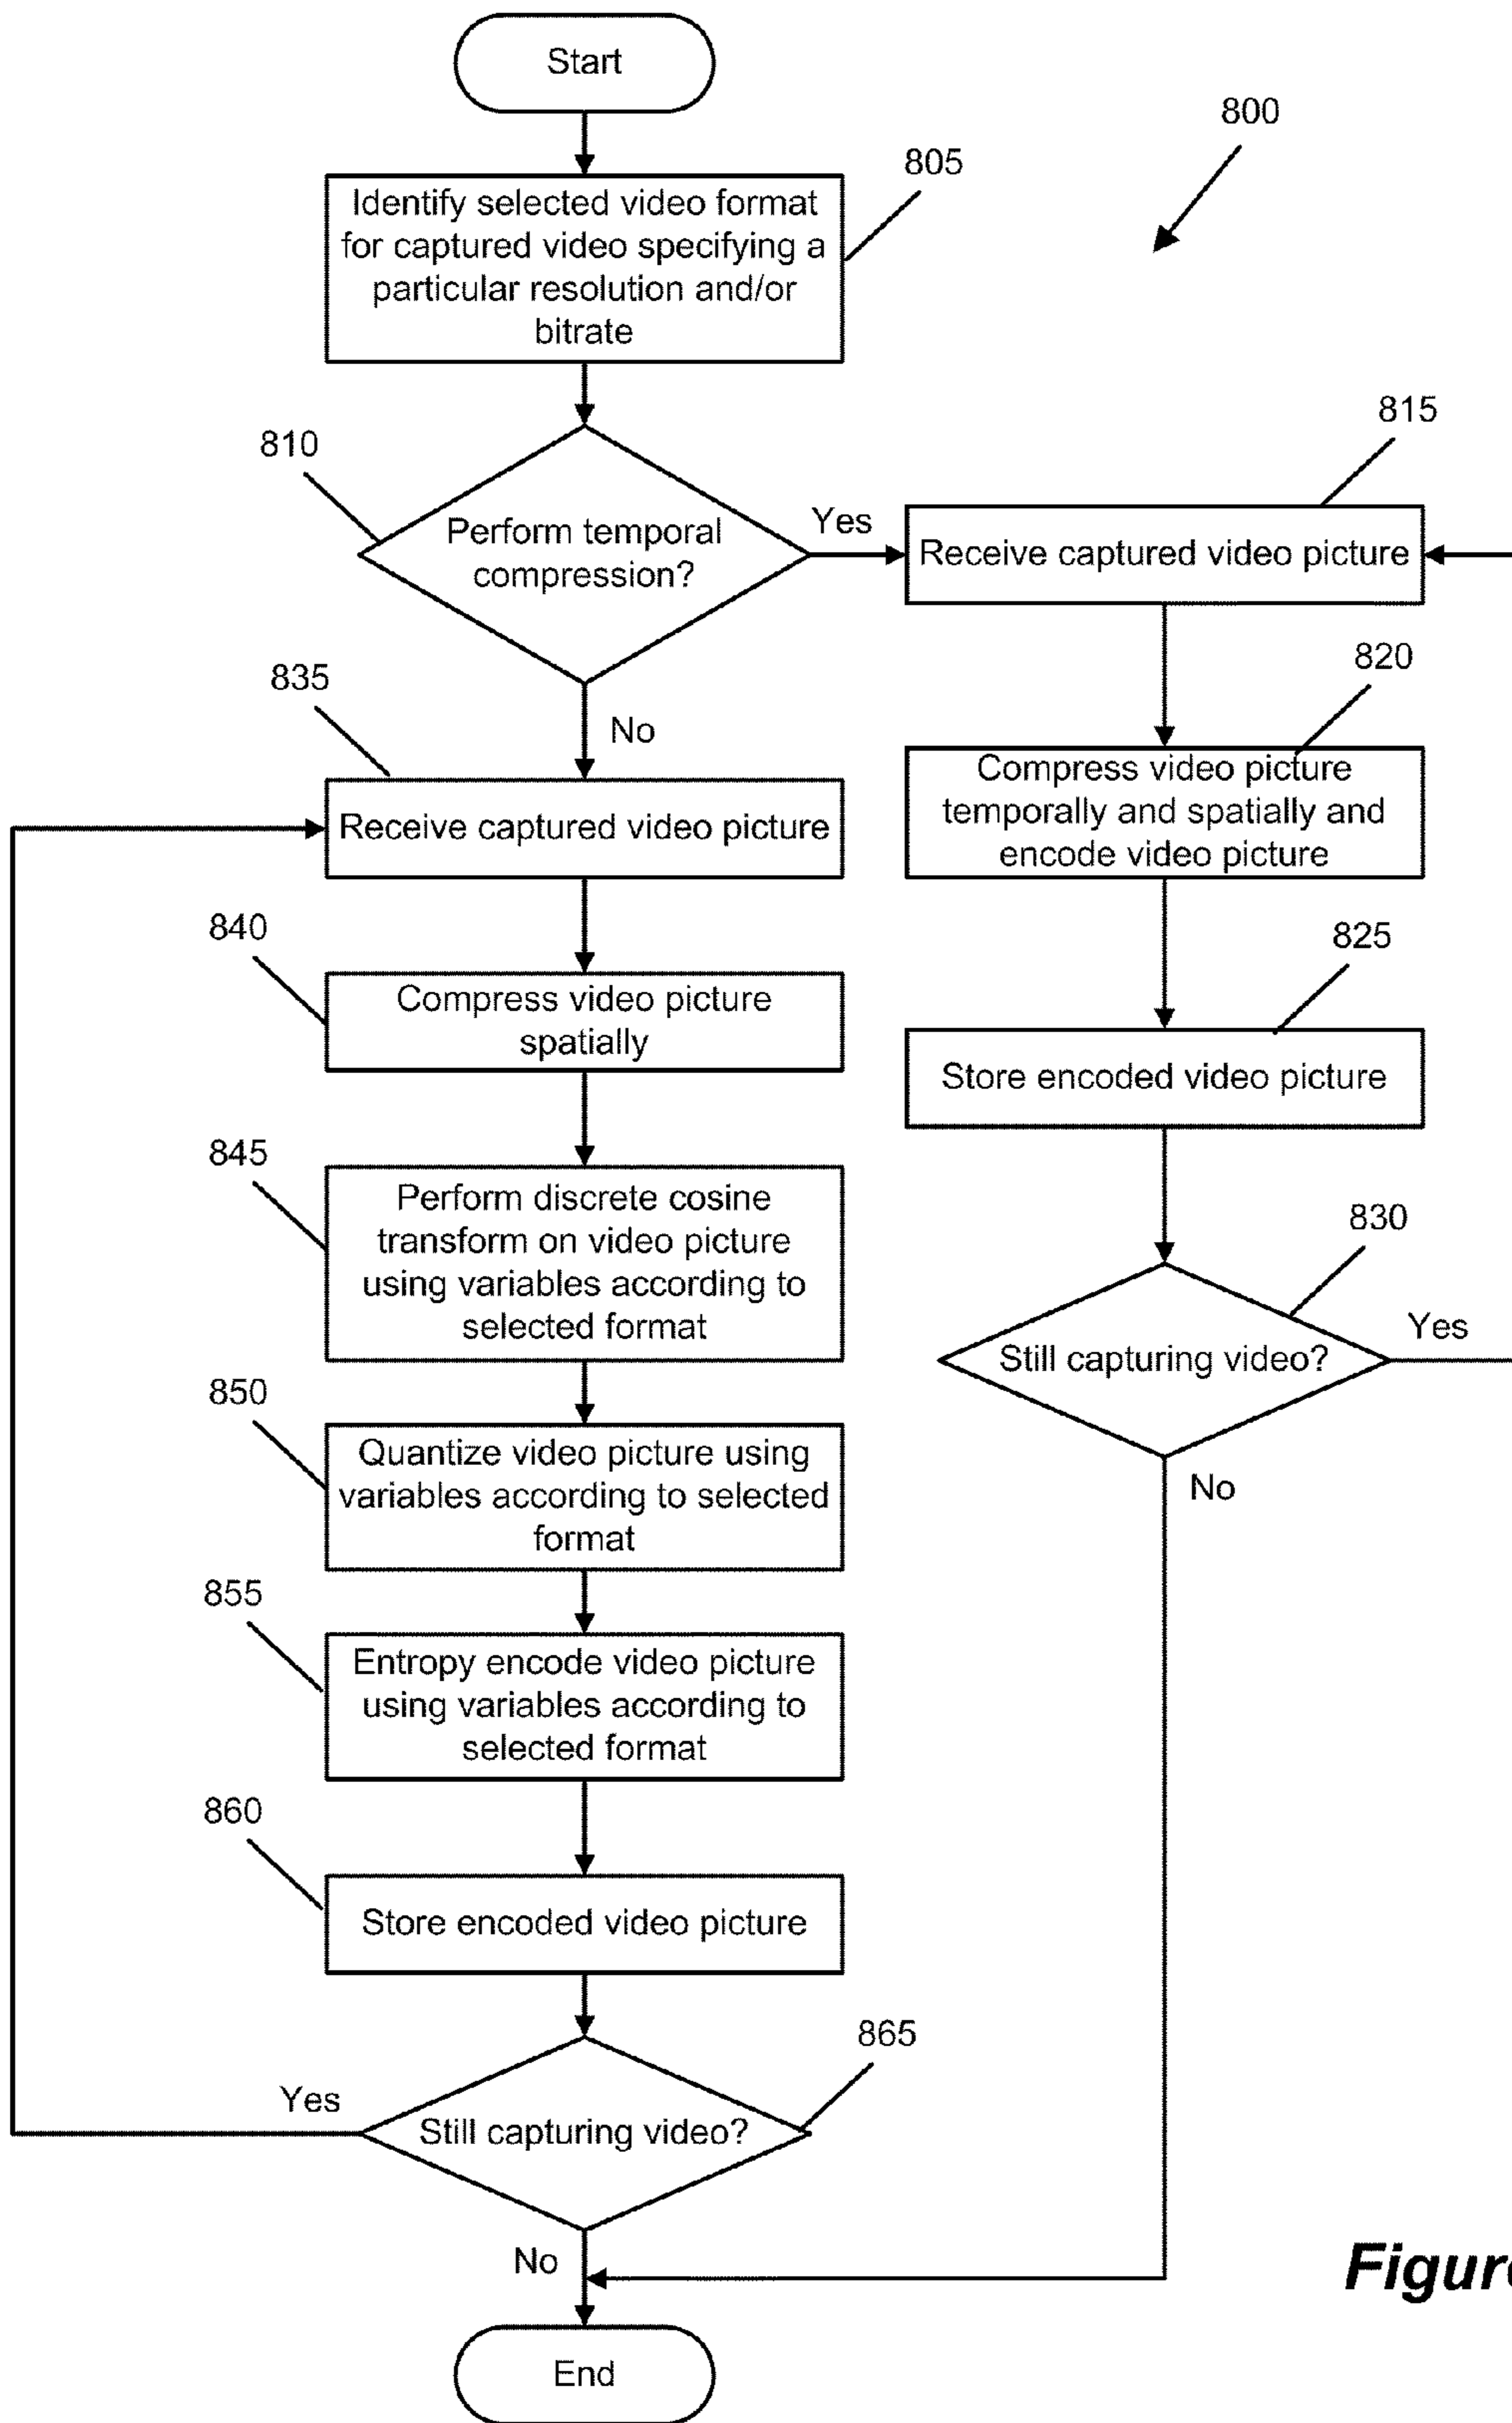 Start
800
805
Identify selected video format
for captured video specifying a
particular resolution and/or
bitrate
810
Perform temporal
compression?
Yes
815
Receive captured video picture
820
Compress video picture
temporally and spatially and
encode video picture
825
Store encoded video picture
830
Still capturing video?
Yes
No
No
835
Receive captured video picture
840
Compress video picture
spatially
845
Perform discrete cosine
transform on video picture
using variables according to
selected format
850
Quantize video picture using
variables according to selected
format
855
Entropy encode video picture
using variables according to
selected format
860
Store encoded video picture
865
Still capturing video?
Yes
No
End
Figure